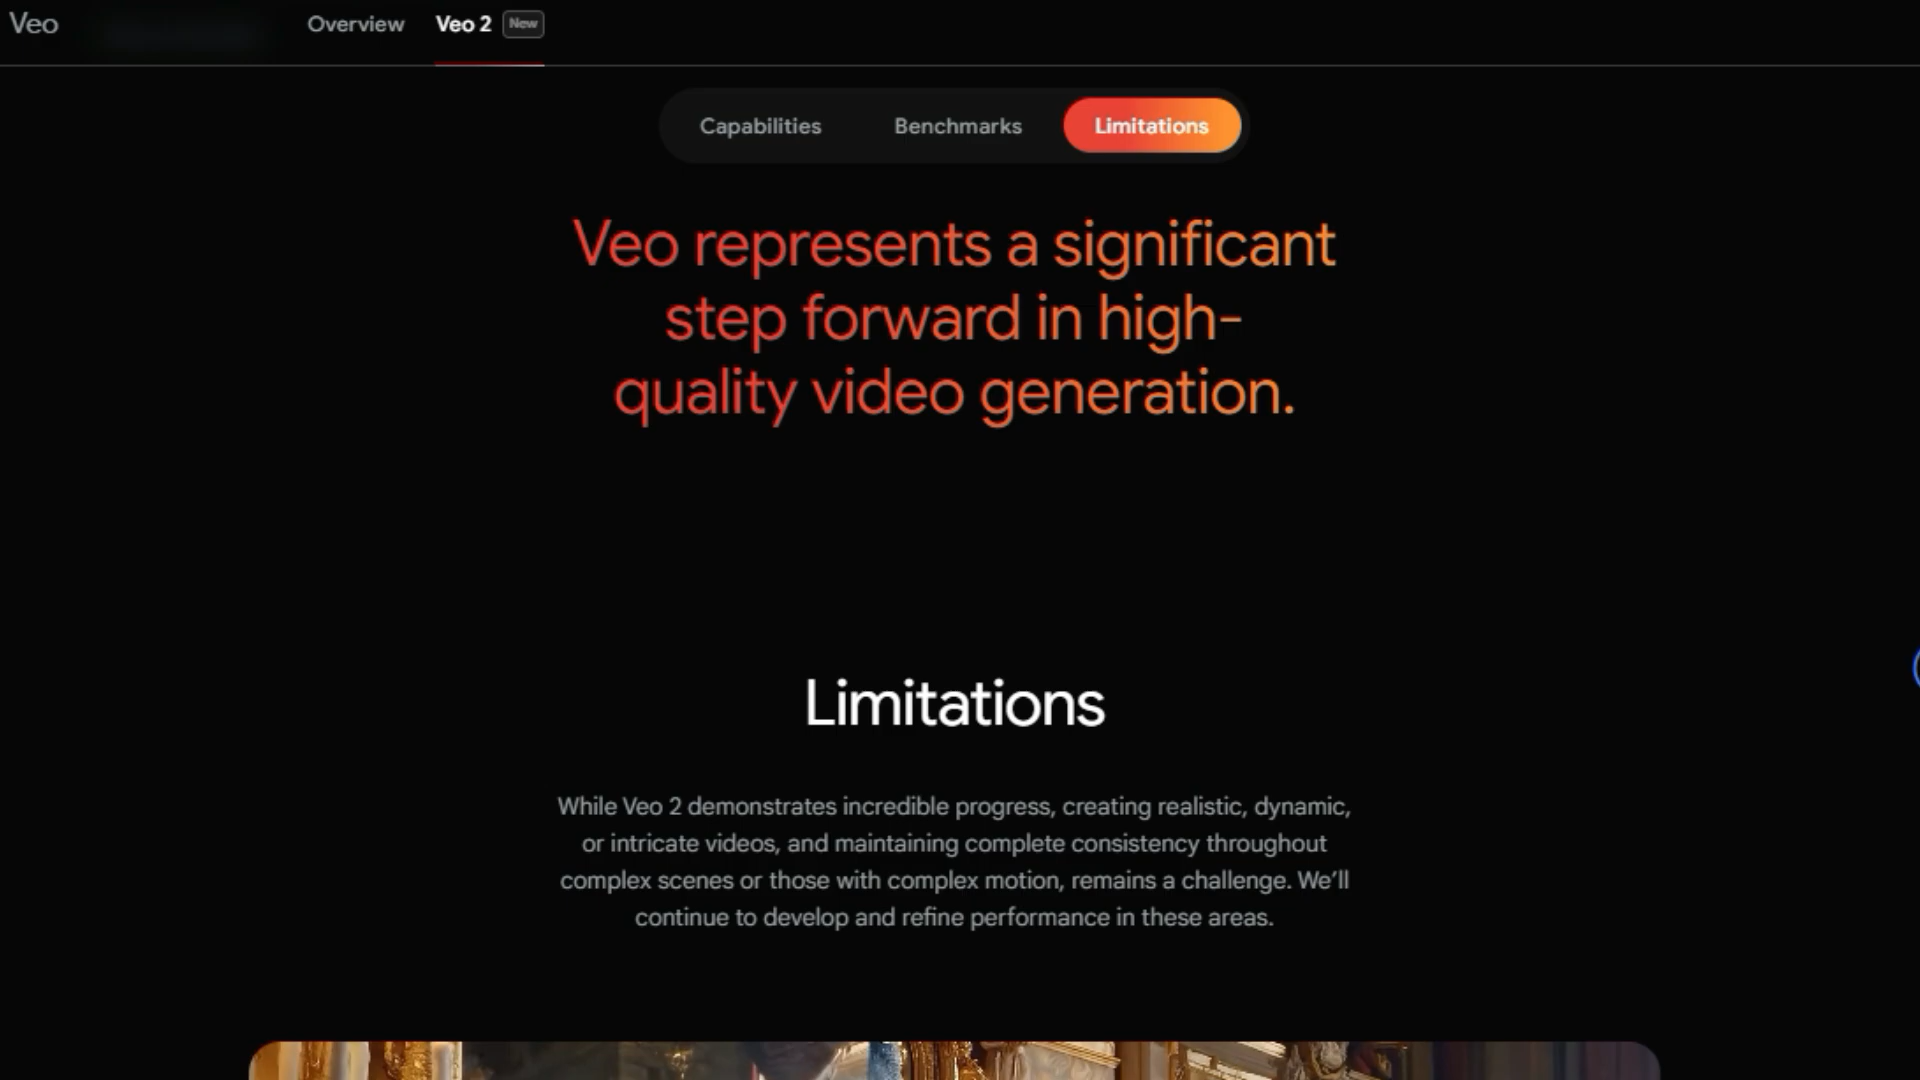 Veo
Overview
Veo 2
New
Capabilities
Benchmarks
Limitations
Veo represents a significant
step forward in high-
quality video generation.
Limitations
While Veo 2 demonstrates incredible progress, creating realistic, dynamic,
or intricate videos, and maintaining complete consistency throughout
complex scenes or those with complex motion, remains a challenge. We’ll
continue to develop and refine performance in these areas.